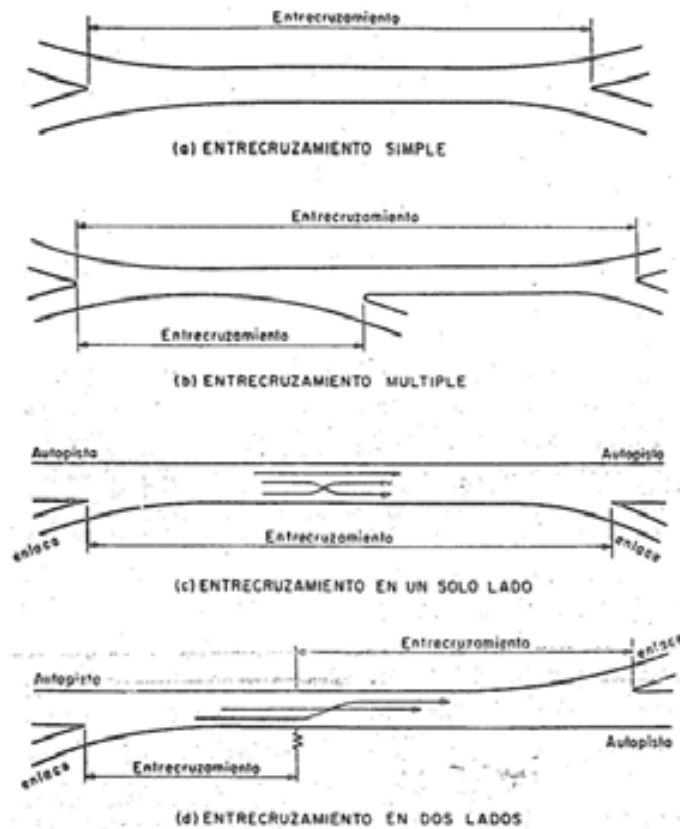 Entrecruzamiento
(a) ENTRECRUZAMIENTO SIMPLE
Entrecruzamiento
Entrecruzamiento
(b) ENTRECRUZAMIENTO MULTIPLE
Autopista Autopista
enlace enlace
Entrecruzamiento
(c) ENTRECRUZAMIENTO EN UN SOLO LADO
Entrecruzamiento
enlace
Autopista
Autopista
enlace
Entrecruzamiento
(d) ENTRECRUZAMIENTO EN DOS LADOS